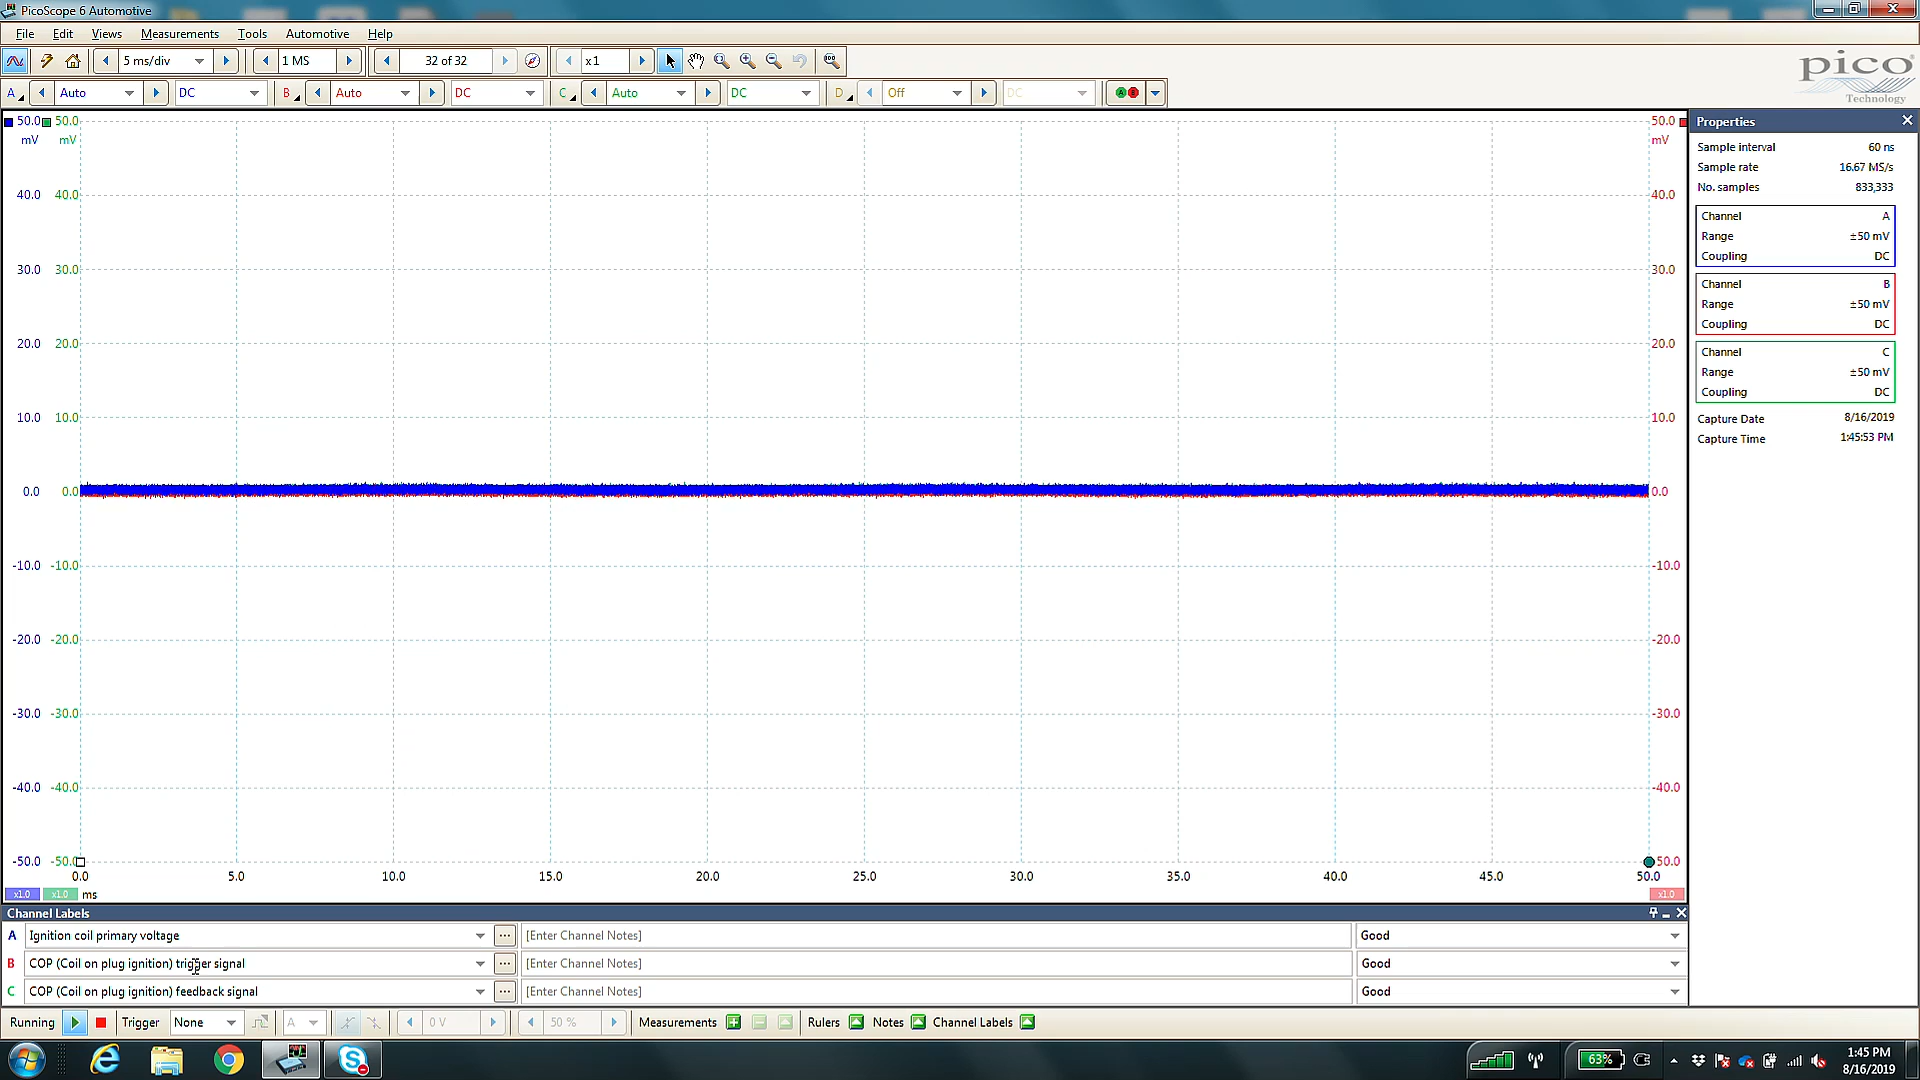 PicoScope 6 Automotive
File Edit Views Measurements Tools Automotive Help
5 ms/div 1 MS 32 of 32 x1
A Auto DC B Auto DC C Auto DC D Off DC
pico
Technology
50.0 50.0 50.0
mV mV mV
40.0 40.0 40.0
30.0 30.0 30.0
20.0 20.0 20.0
10.0 10.0 10.0
0.0 0.0 0.0
-10.0 -10.0 -10.0
-20.0 -20.0 -20.0
-30.0 -30.0 -30.0
-40.0 -40.0 -40.0
-50.0 -50.0 50.0
0.0 5.0 10.0 15.0 20.0 25.0 30.0 35.0 40.0 45.0 50.0
x1.0 x1.0 ms x1.0
Properties
Sample interval 60 ns
Sample rate 16.67 MS/s
No. samples 833,333
Channel A
Range ±50 mV
Coupling DC
Channel B
Range ±50 mV
Coupling DC
Channel C
Range ±50 mV
Coupling DC
Capture Date 8/16/2019
Capture Time 1:45:53 PM
Channel Labels
A Ignition coil primary voltage ... [Enter Channel Notes] Good
B COP (Coil on plug ignition) trigger signal ... [Enter Channel Notes] Good
C COP (Coil on plug ignition) feedback signal ... [Enter Channel Notes] Good
Running Trigger None A 0 V 50 % Measurements Rulers Notes Channel Labels
63% 1:45 PM
8/16/2019